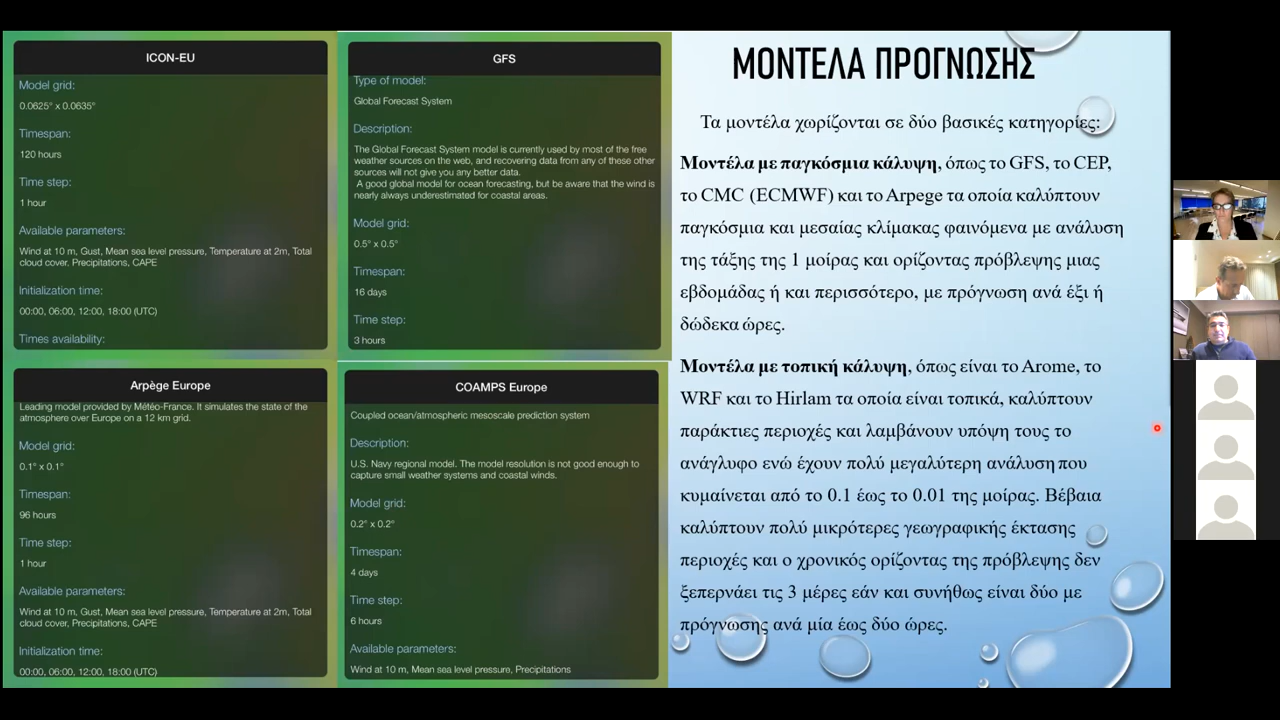 ICON-EU
Model grid:
0.0625° x 0.0635°
Timespan:
120 hours
Time step:
1 hour
Available parameters:
Wind at 10 m, Gust, Mean sea level pressure, Temperature at 2m, Total
cloud cover. Precipitations, CAPE
Initialization time:
00:00, 06:00, 12:00, 18:00 (UTC)
Times availability:
GFS
Type of model:
Global Forecast System
Description:
The Global Forecast System model is currently used by most of the free
weather sources on the web, and recovering data from any of these other
sources will not give you any better data.
A good global model for ocean forecasting, but be aware that the wind is
nearly always underestimated for coastal areas.
Model grid:
0.5° x 0.5°
Timespan:
16 days
Time step:
3 hours
Arpège Europe
Leading model provided by Météo-France. It simulates the state of the
atmosphere over Europe on a 12 km grid.
Model grid:
0.1° x 0.1°
Timespan:
96 hours
Time step:
1 hour
Available parameters:
Wind at 10 m, Gust, Mean sea level pressure, Temperature at 2m, Total
cloud cover, Precipitations, CAPE
Initialization time:
00:00, 06:00, 12:00, 18:00 (UTC)
COAMPS Europe
Coupled ocean/atmospheric mesoscale prediction system
Description:
U.S. Navy regional model. The model resolution is not good enough to
capture small weather systems and coastal winds.
Model grid:
0.2° x 0.2°
Timespan:
4 days
Time step:
6 hours
Available parameters:
Wind at 10 m, Mean sea level pressure, Precipitations
ΜΟΝΤΕΛΑ ΠΡΟΓΝΩΣΗΣ
Τα μοντέλα χωρίζονται σε δύο βασικές κατηγορίες:
Μοντέλα με παγκόσμια κάλυψη, όπως το GFS, το CEP,
το CMC (ECMWF) και το Arpege τα οποία καλύπτουν
παγκόσμια και μεσαίας κλίμακας φαινόμενα με ανάλυση
της τάξης της 1 μοίρας και ορίζοντας πρόβλεψης μιας
εβδομάδας ή και περισσότερο, με πρόγνωση ανά έξι ή
δώδεκα ώρες.
Μοντέλα με τοπική κάλυψη, όπως είναι το Arome, το
WRF και το Hirlam τα οποία είναι τοπικά, καλύπτουν
παράκτιες περιοχές και λαμβάνουν υπόψη τους το
ανάγλυφο ενώ έχουν πολύ μεγαλύτερη ανάλυση που
κυμαίνεται από το 0.1 έως το 0.01 της μοίρας. Βέβαια
καλύπτουν πολύ μικρότερες γεωγραφικής έκτασης
περιοχές και ο χρονικός ορίζοντας της πρόβλεψης δεν
ξεπερνάει τις 3 μέρες εάν και συνήθως είναι δύο με
πρόγνωσης ανά μία έως δύο ώρες.